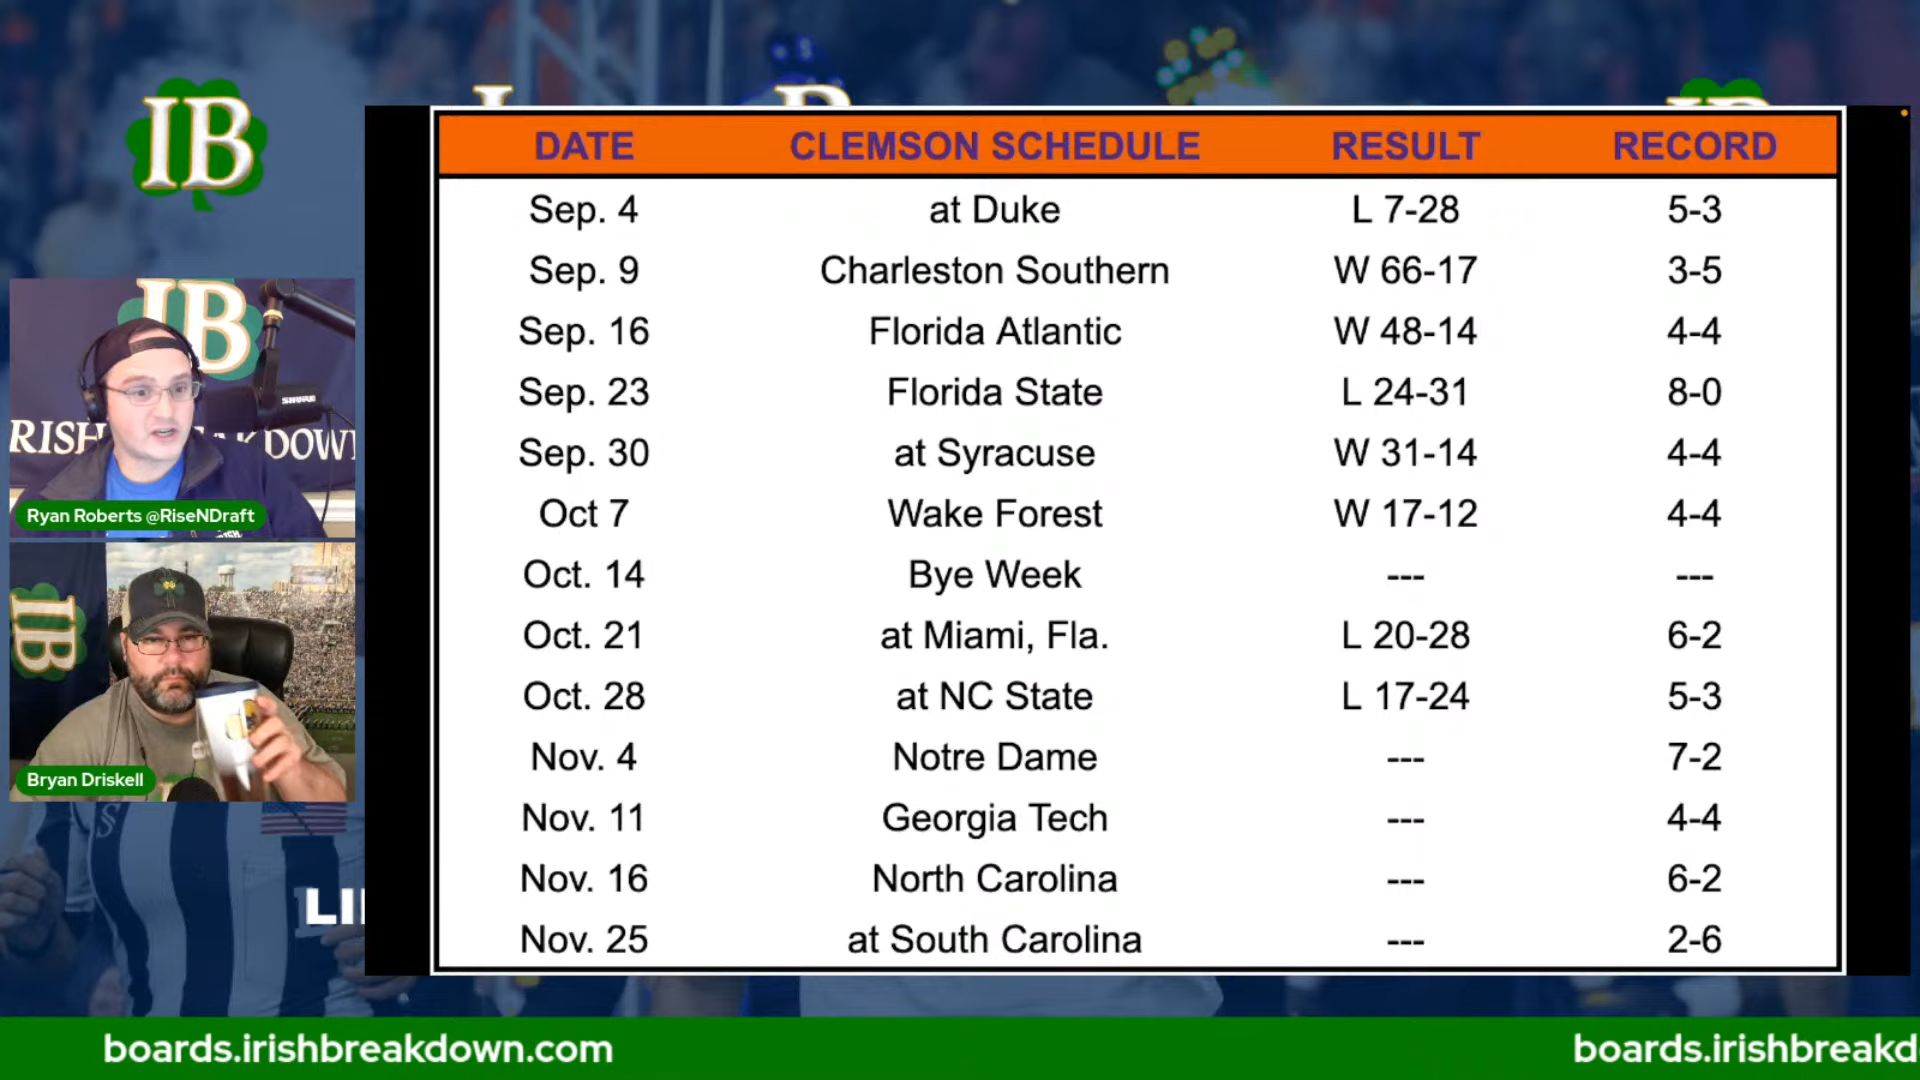 IB
DATE CLEMSON SCHEDULE RESULT RECORD
Sep. 4 at Duke L 7-28 5-3
Sep. 9 Charleston Southern W 66-17 3-5
Sep. 16 Florida Atlantic W 48-14 4-4
Sep. 23 Florida State L 24-31 8-0
Sep. 30 at Syracuse W 31-14 4-4
Oct 7 Wake Forest W 17-12 4-4
Oct. 14 Bye Week --- ---
Oct. 21 at Miami, Fla. L 20-28 6-2
Oct. 28 at NC State L 17-24 5-3
Nov. 4 Notre Dame --- 7-2
Nov. 11 Georgia Tech --- 4-4
Nov. 16 North Carolina --- 6-2
Nov. 25 at South Carolina --- 2-6
IB
SHURE
Ryan Roberts @RiseNDraft
IB
Bryan Driskell
LI
boards.irishbreakdown.com
boards.irishbreakd